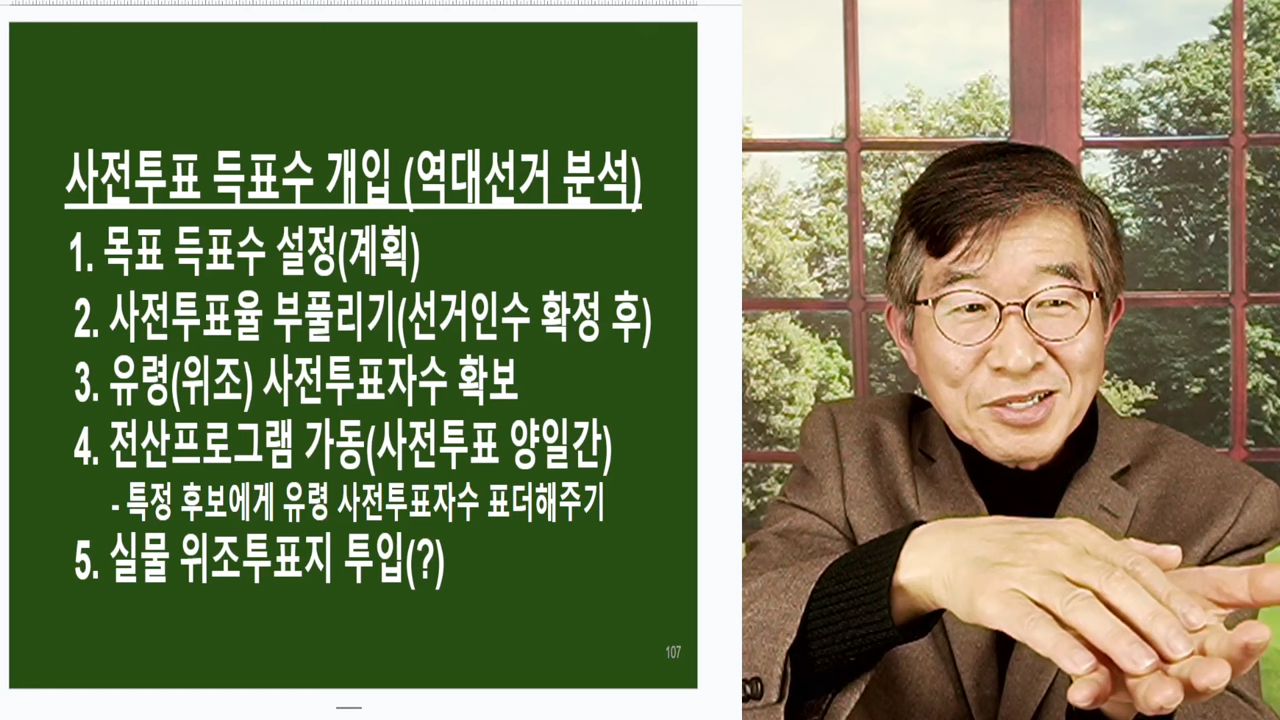 사전투표 득표수 개입 (역대선거 분석)
1. 목표 득표수 설정(계획)
2. 사전투표율 부풀리기(선거인수 확정 후)
3. 유령(위조) 사전투표자수 확보
4. 전산프로그램 가동(사전투표 양일간)
- 특정 후보에게 유령 사전투표자수 표더해주기
5. 실물 위조투표지 투입(?)
107